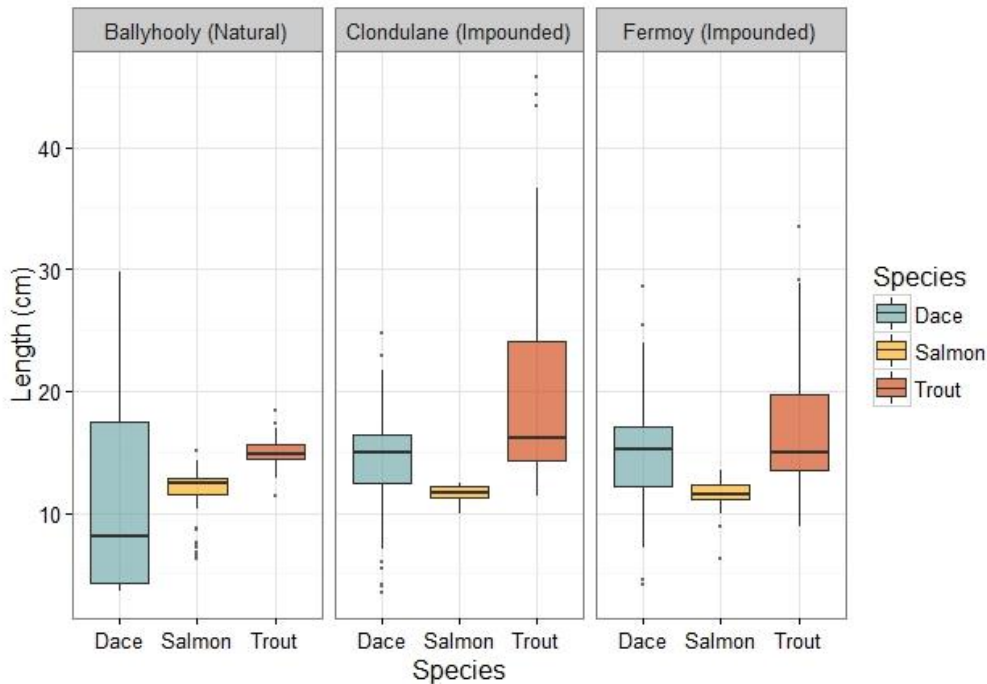 Ballyhooly (Natural)
Clondulane (Impounded)
Fermoy (Impounded)
Length (cm)
40
30
20
10
Dace Salmon Trout
Dace Salmon Trout
Dace Salmon Trout
Species
Species
Dace
Salmon
Trout